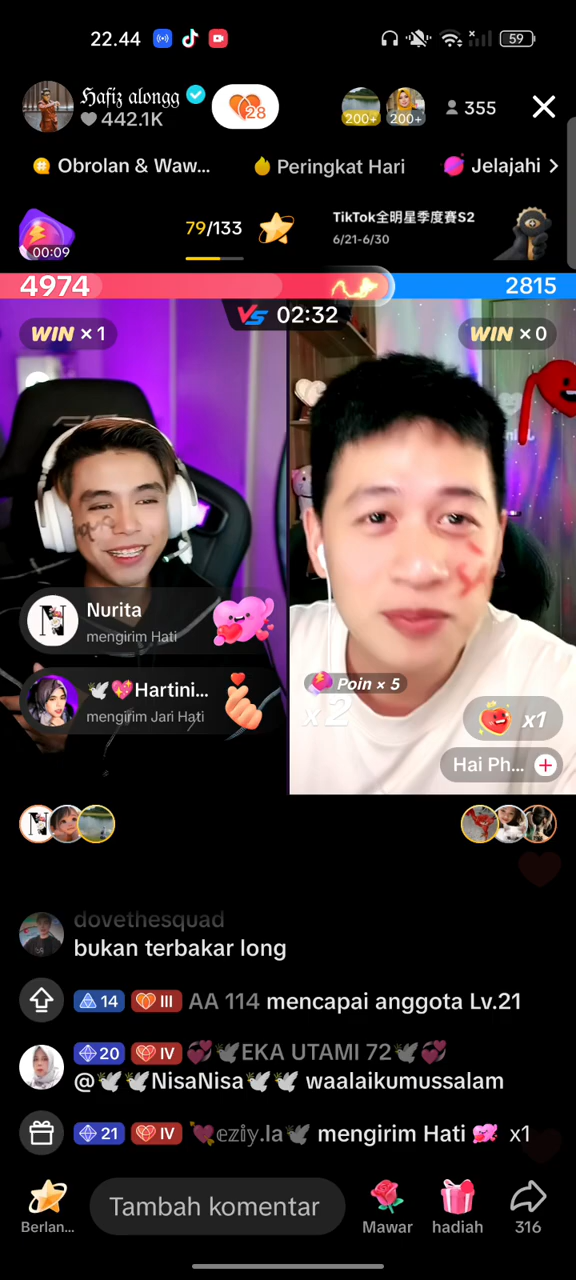 22.44
59
Hafiz alongg
442.1K
28
200+
200+
355
Obrolan & Waw...
Peringkat Hari
Jelajahi
00:09
79/133
TikTok全明星季度賽S2
6/21-6/30
4974
2815
VS 02:32
WIN × 1
WIN × 0
Nurita
mengirim Hati
🕊️💖Hartini...
mengirim Jari Hati
Poin × 5
x 2
x1
Hai Ph...
dovethesquad
bukan terbakar long
14 III AA 114 mencapai anggota Lv.21
20 IV 💞🕊️EKA UTAMI 72🕊️💞
@🕊️🕊️NisaNisa🕊️🕊️ waalaikumussalam
21 IV 💘𝕖𝕫𝕚𝕪.la🕊️ mengirim Hati x1
Berlan...
Tambah komentar
Mawar
hadiah
316